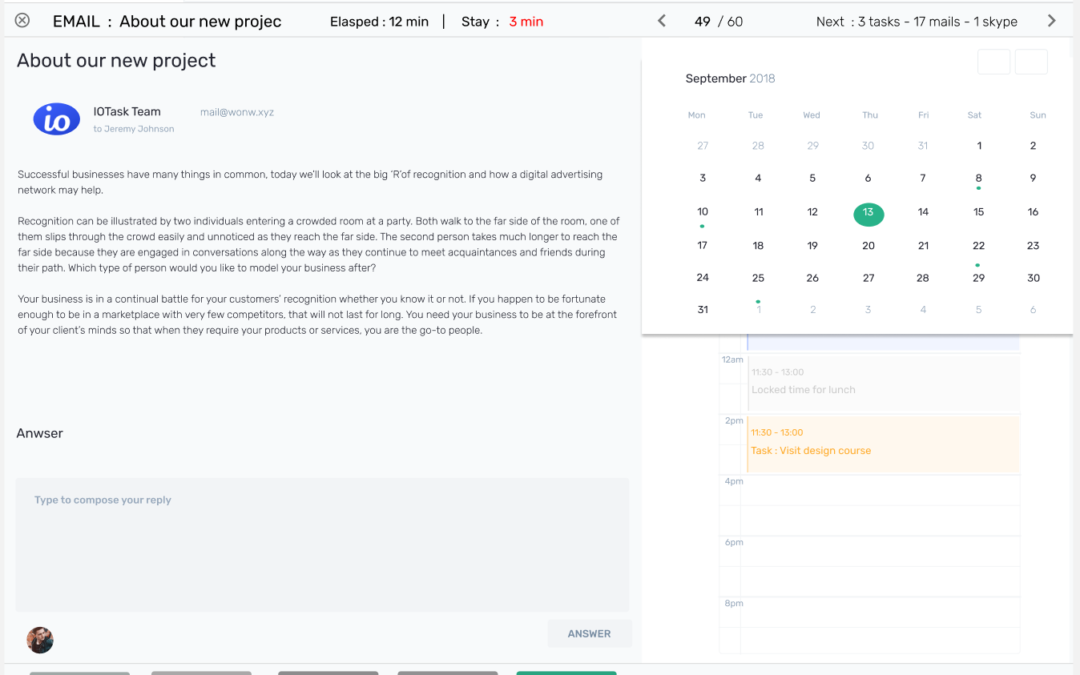 EMAIL : About our new projec
Elasped : 12 min | Stay : 3 min
49 / 60
Next : 3 tasks - 17 mails - 1 skype
About our new project
io
IOTask Team
mail@wonw.xyz
to Jeremy Johnson
Successful businesses have many things in common, today we'll look at the big 'R'of recognition and how a digital advertising
network may help.
Recognition can be illustrated by two individuals entering a crowded room at a party. Both walk to the far side of the room, one of
them slips through the crowd easily and unnoticed as they reach the far side. The second person takes much longer to reach the
far side because they are engaged in conversations along the way as they continue to meet acquaintances and friends during
their path. Which type of person would you like to model your business after?
Your business is in a continual battle for your customers' recognition whether you know it or not. If you happen to be fortunate
enough to be in a marketplace with very few competitors, that will not last for long. You need your business to be at the forefront
of your client's minds so that when they require your products or services, you are the go-to people.
Anwser
Type to compose your reply
ANSWER
September 2018
Mon Tue Wed Thu Fri Sat Sun
27 28 29 30 31 1 2
3 4 5 6 7 8 9
10 11 12 13 14 15 16
17 18 19 20 21 22 23
24 25 26 27 28 29 30
31 1 2 3 4 5 6
12am
11:30 - 13:00
Locked time for lunch
2pm
11:30 - 13:00
Task : Visit design course
4pm
6pm
8pm